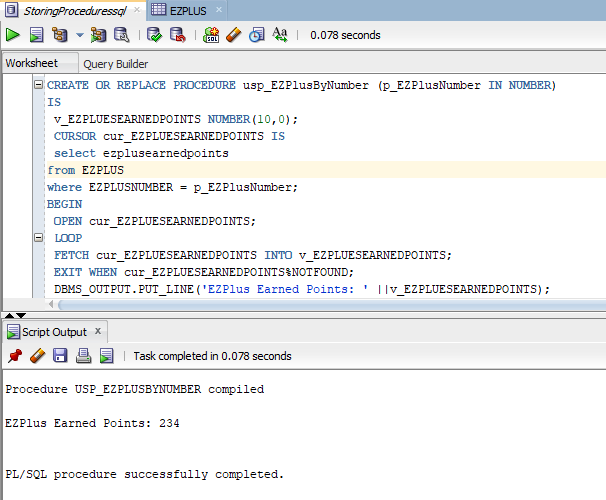 StoringProceduressql
EZPLUS
0.078 seconds
Worksheet
Query Builder
CREATE OR REPLACE PROCEDURE usp_EZPlusByNumber (p_EZPlusNumber IN NUMBER)
IS
v_EZPLUESEARNEDPOINTS NUMBER(10,0);
CURSOR cur_EZPLUESEARNEDPOINTS IS
select ezplusearnedpoints
from EZPLUS
where EZPLUSNUMBER = p_EZPlusNumber;
BEGIN
OPEN cur_EZPLUESEARNEDPOINTS;
LOOP
FETCH cur_EZPLUESEARNEDPOINTS INTO v_EZPLUESEARNEDPOINTS;
EXIT WHEN cur_EZPLUESEARNEDPOINTS%NOTFOUND;
DBMS_OUTPUT.PUT_LINE('EZPlus Earned Points: ' ||v_EZPLUESEARNEDPOINTS);
Script Output
Task completed in 0.078 seconds
Procedure USP_EZPLUSBYNUMBER compiled
EZPlus Earned Points: 234
PL/SQL procedure successfully completed.